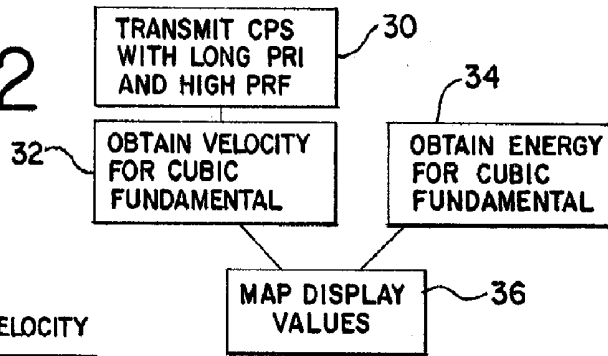 2
TRANSMIT CPS
WITH LONG PRI
AND HIGH PRF
30
32
OBTAIN VELOCITY
FOR CUBIC
FUNDAMENTAL
34
OBTAIN ENERGY
FOR CUBIC
FUNDAMENTAL
MAP DISPLAY
VALUES
36
ELOCITY